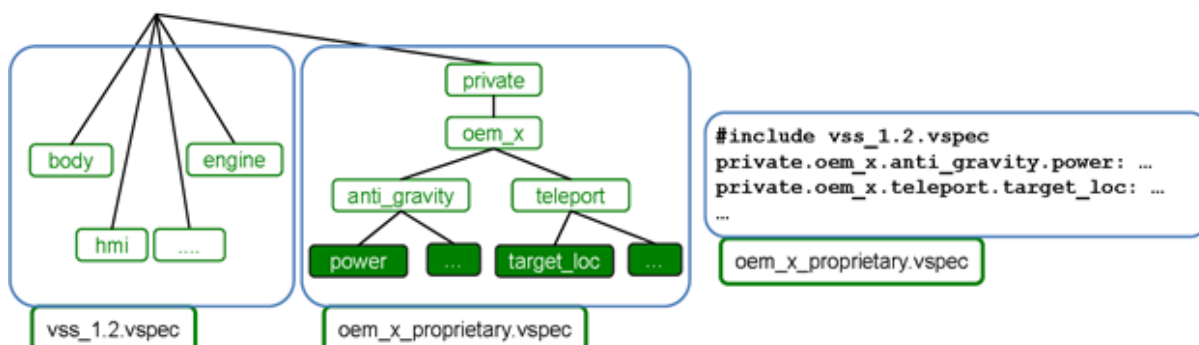 private
oem_x
body
engine
anti_gravity
teleport
hmi
....
power
...
target_loc
...
vss_1.2.vspec
oem_x_proprietary.vspec
#include vss_1.2.vspec
private.oem_x.anti_gravity.power: …
private.oem_x.teleport.target_loc: …
…
oem_x_proprietary.vspec